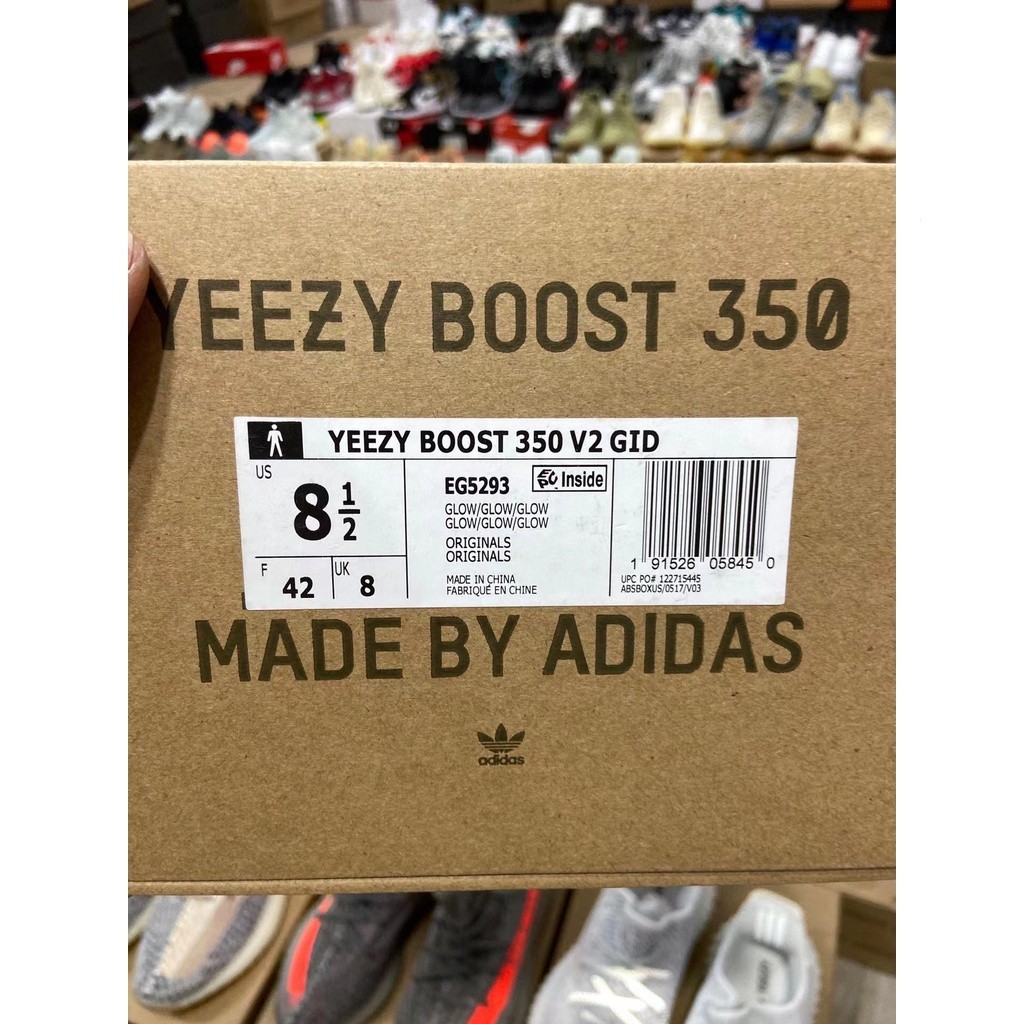 YEEZY BOOST 350
YEEZY BOOST 350 V2 GID
US
8 1/2
F
42
UK
8
EG5293
EPC Inside
GLOW/GLOW/GLOW
GLOW/GLOW/GLOW
ORIGINALS
ORIGINALS
MADE IN CHINA
FABRIQUÉ EN CHINE
1 91526 05845 0
UPC PO# 122715445
ABSBOXUS/0517/V03
MADE BY ADIDAS
adidas